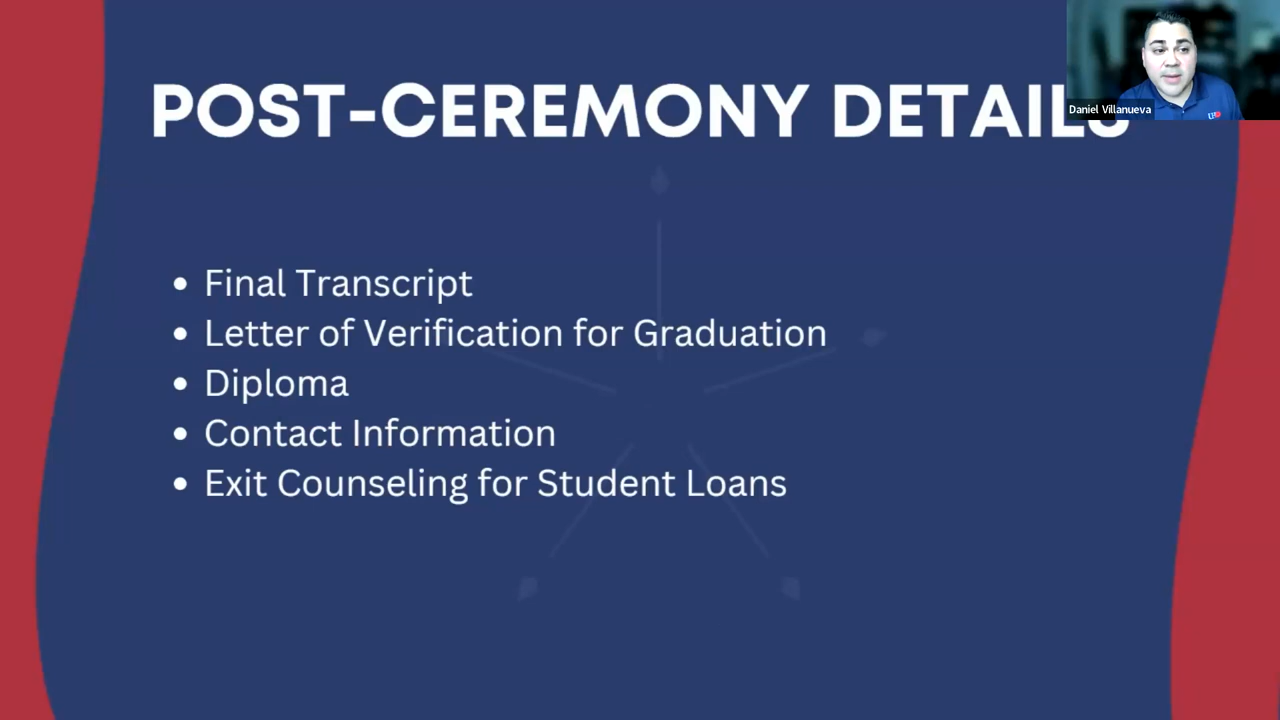 POST-CEREMONY DETAILS
Daniel Villanueva
• Final Transcript
• Letter of Verification for Graduation
• Diploma
• Contact Information
• Exit Counseling for Student Loans